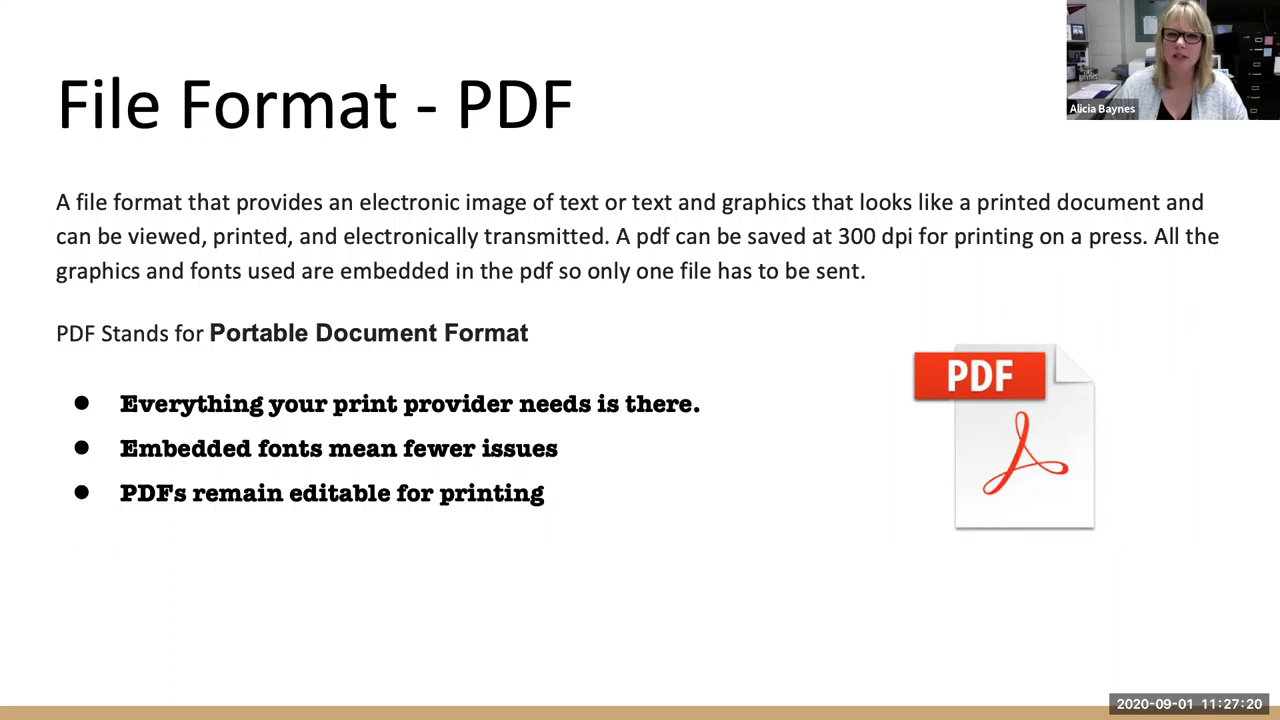 File Format - PDF
Alicia Baynes
A file format that provides an electronic image of text or text and graphics that looks like a printed document and
can be viewed, printed, and electronically transmitted. A pdf can be saved at 300 dpi for printing on a press. All the
graphics and fonts used are embedded in the pdf so only one file has to be sent.
PDF Stands for Portable Document Format
● Everything your print provider needs is there.
● Embedded fonts mean fewer issues
● PDFs remain editable for printing
PDF
2020-09-01 11:27:20